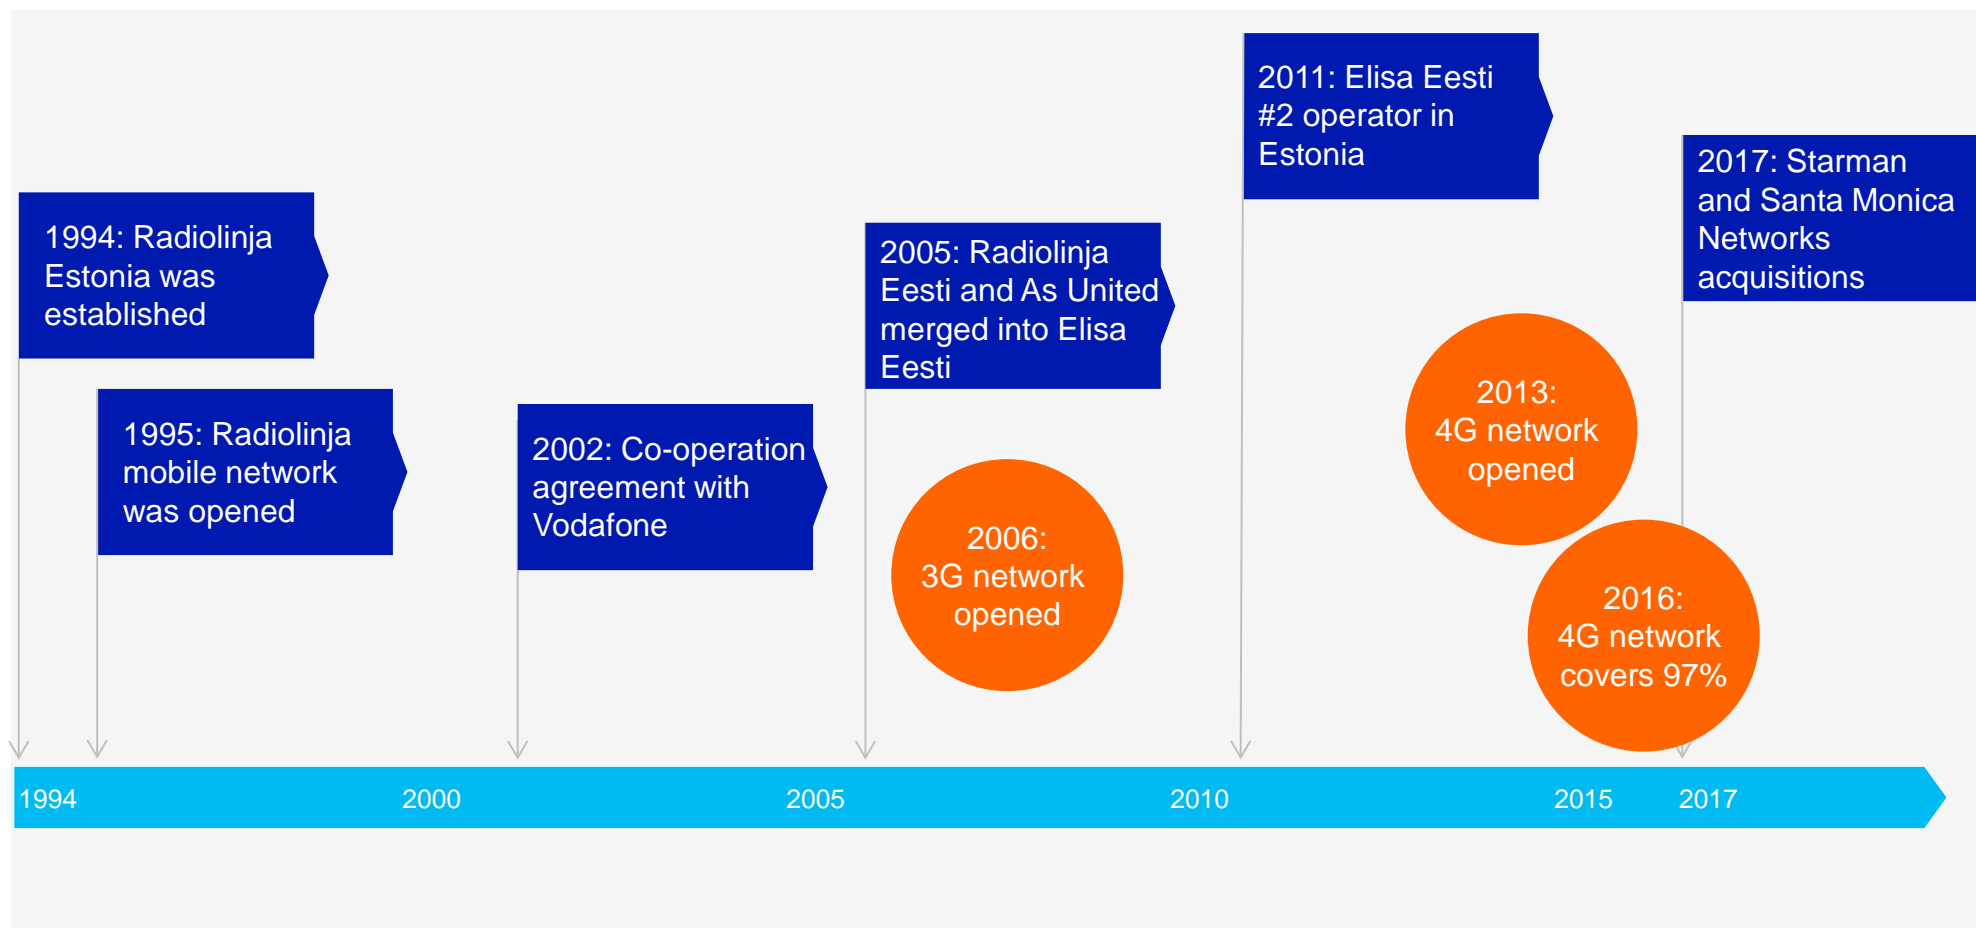 1994: Radiolinja
Estonia was
established
1995: Radiolinja
mobile network
was opened
2002: Co-operation
agreement with
Vodafone
2005: Radiolinja
Eesti and As United
merged into Elisa
Eesti
2006:
3G network
opened
2011: Elisa Eesti
#2 operator in
Estonia
2013:
4G network
opened
2016:
4G network
covers 97%
2017: Starman
and Santa Monica
Networks
acquisitions
1994 2000 2005 2010 2015 2017